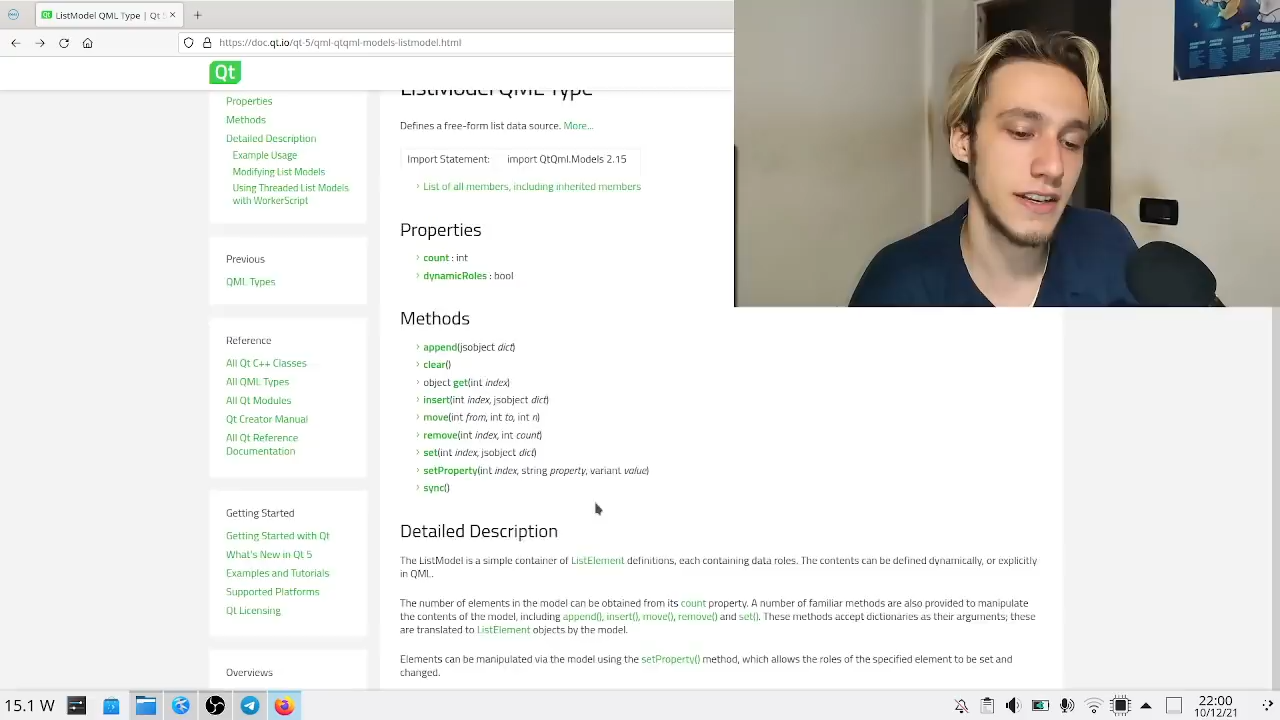 ListModel QML Type | Qt 5
https://doc.qt.io/qt-5/qml-qtqml-models-listmodel.html
Qt
Properties
Methods
Detailed Description
Example Usage
Modifying List Models
Using Threaded List Models
with WorkerScript
Previous
QML Types
Reference
All Qt C++ Classes
All QML Types
All Qt Modules
Qt Creator Manual
All Qt Reference
Documentation
Getting Started
Getting Started with Qt
What's New in Qt 5
Examples and Tutorials
Supported Platforms
Qt Licensing
Overviews
ListModel QML Type
Defines a free-form list data source. More...
Import Statement: import QtQml.Models 2.15
List of all members, including inherited members
Properties
count : int
dynamicRoles : bool
Methods
append(jsobject dict)
clear()
object get(int index)
insert(int index, jsobject dict)
move(int from, int to, int n)
remove(int index, int count)
set(int index, jsobject dict)
setProperty(int index, string property, variant value)
sync()
Detailed Description
The ListModel is a simple container of ListElement definitions, each containing data roles. The contents can be defined dynamically, or explicitly
in QML.
The number of elements in the model can be obtained from its count property. A number of familiar methods are also provided to manipulate
the contents of the model, including append(), insert(), move(), remove() and set(). These methods accept dictionaries as their arguments; these
are translated to ListElement objects by the model.
Elements can be manipulated via the model using the setProperty() method, which allows the roles of the specified element to be set and
changed.
15.1 W
22:00
10/12/21